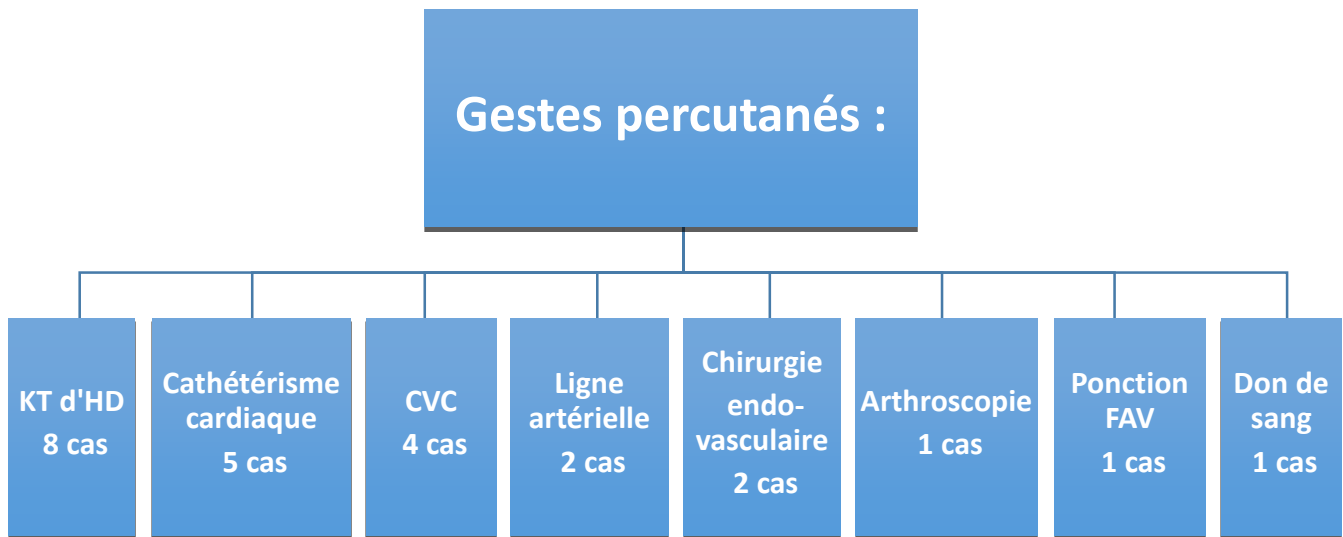 Gestes percutanés :
KT d'HD
8 cas
Cathétérisme
cardiaque
5 cas
CVC
4 cas
Ligne
artérielle
2 cas
Chirurgie
endo-
vasculaire
2 cas
Arthroscopie
1 cas
Ponction
FAV
1 cas
Don de
sang
1 cas